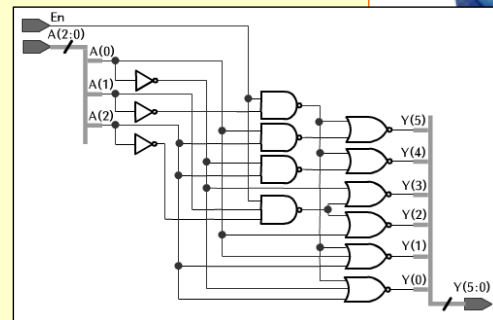 En
A(2:0)
A(0)
A(1)
A(2)
Y(5)
Y(4)
Y(3)
Y(2)
Y(1)
Y(0)
Y(5:0)